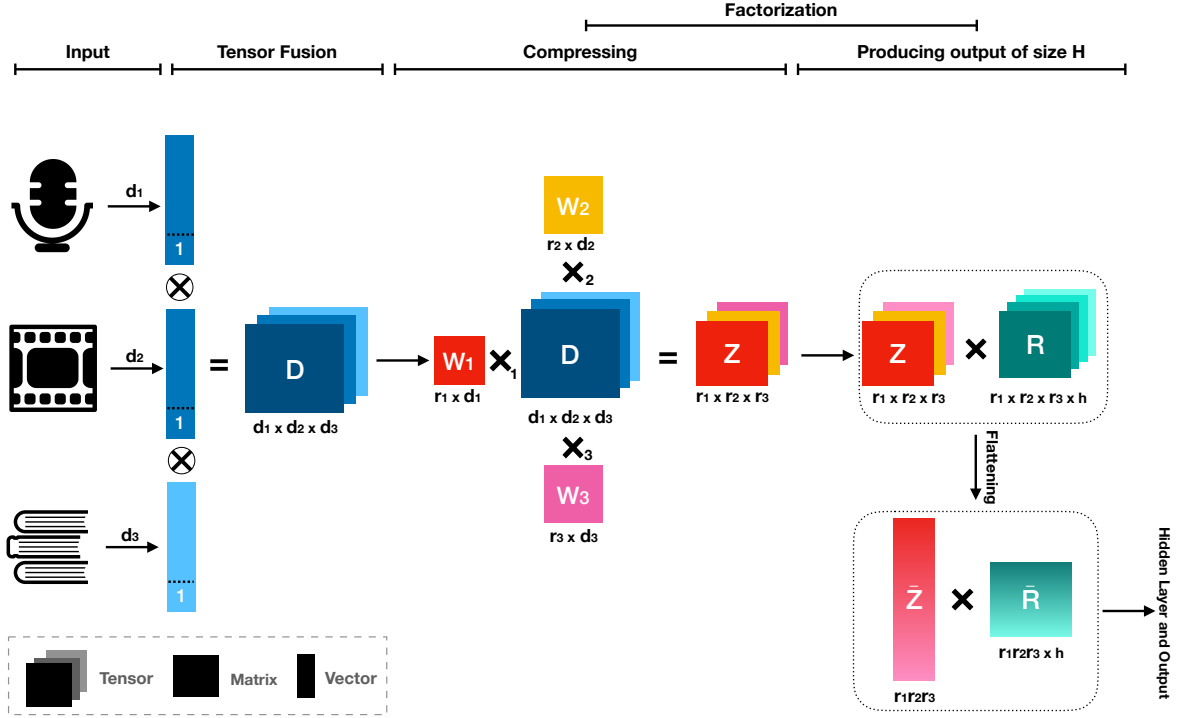 Factorization
Input
Tensor Fusion
Compressing
Producing output of size H
d₁
1
⊗
d₂
1
⊗
d₃
1
=
D
d₁ x d₂ x d₃
W₂
r₂ x d₂
×₂
W₁
r₁ x d₁
×₁
D
d₁ x d₂ x d₃
×₃
W₃
r₃ x d₃
=
Z
r₁ x r₂ x r₃
Z
r₁ x r₂ x r₃
×
R
r₁ x r₂ x r₃ x h
Flattening
Z̄
r₁r₂r₃
×
R̄
r₁r₂r₃ x h
Hidden Layer and Output
Tensor
Matrix
Vector